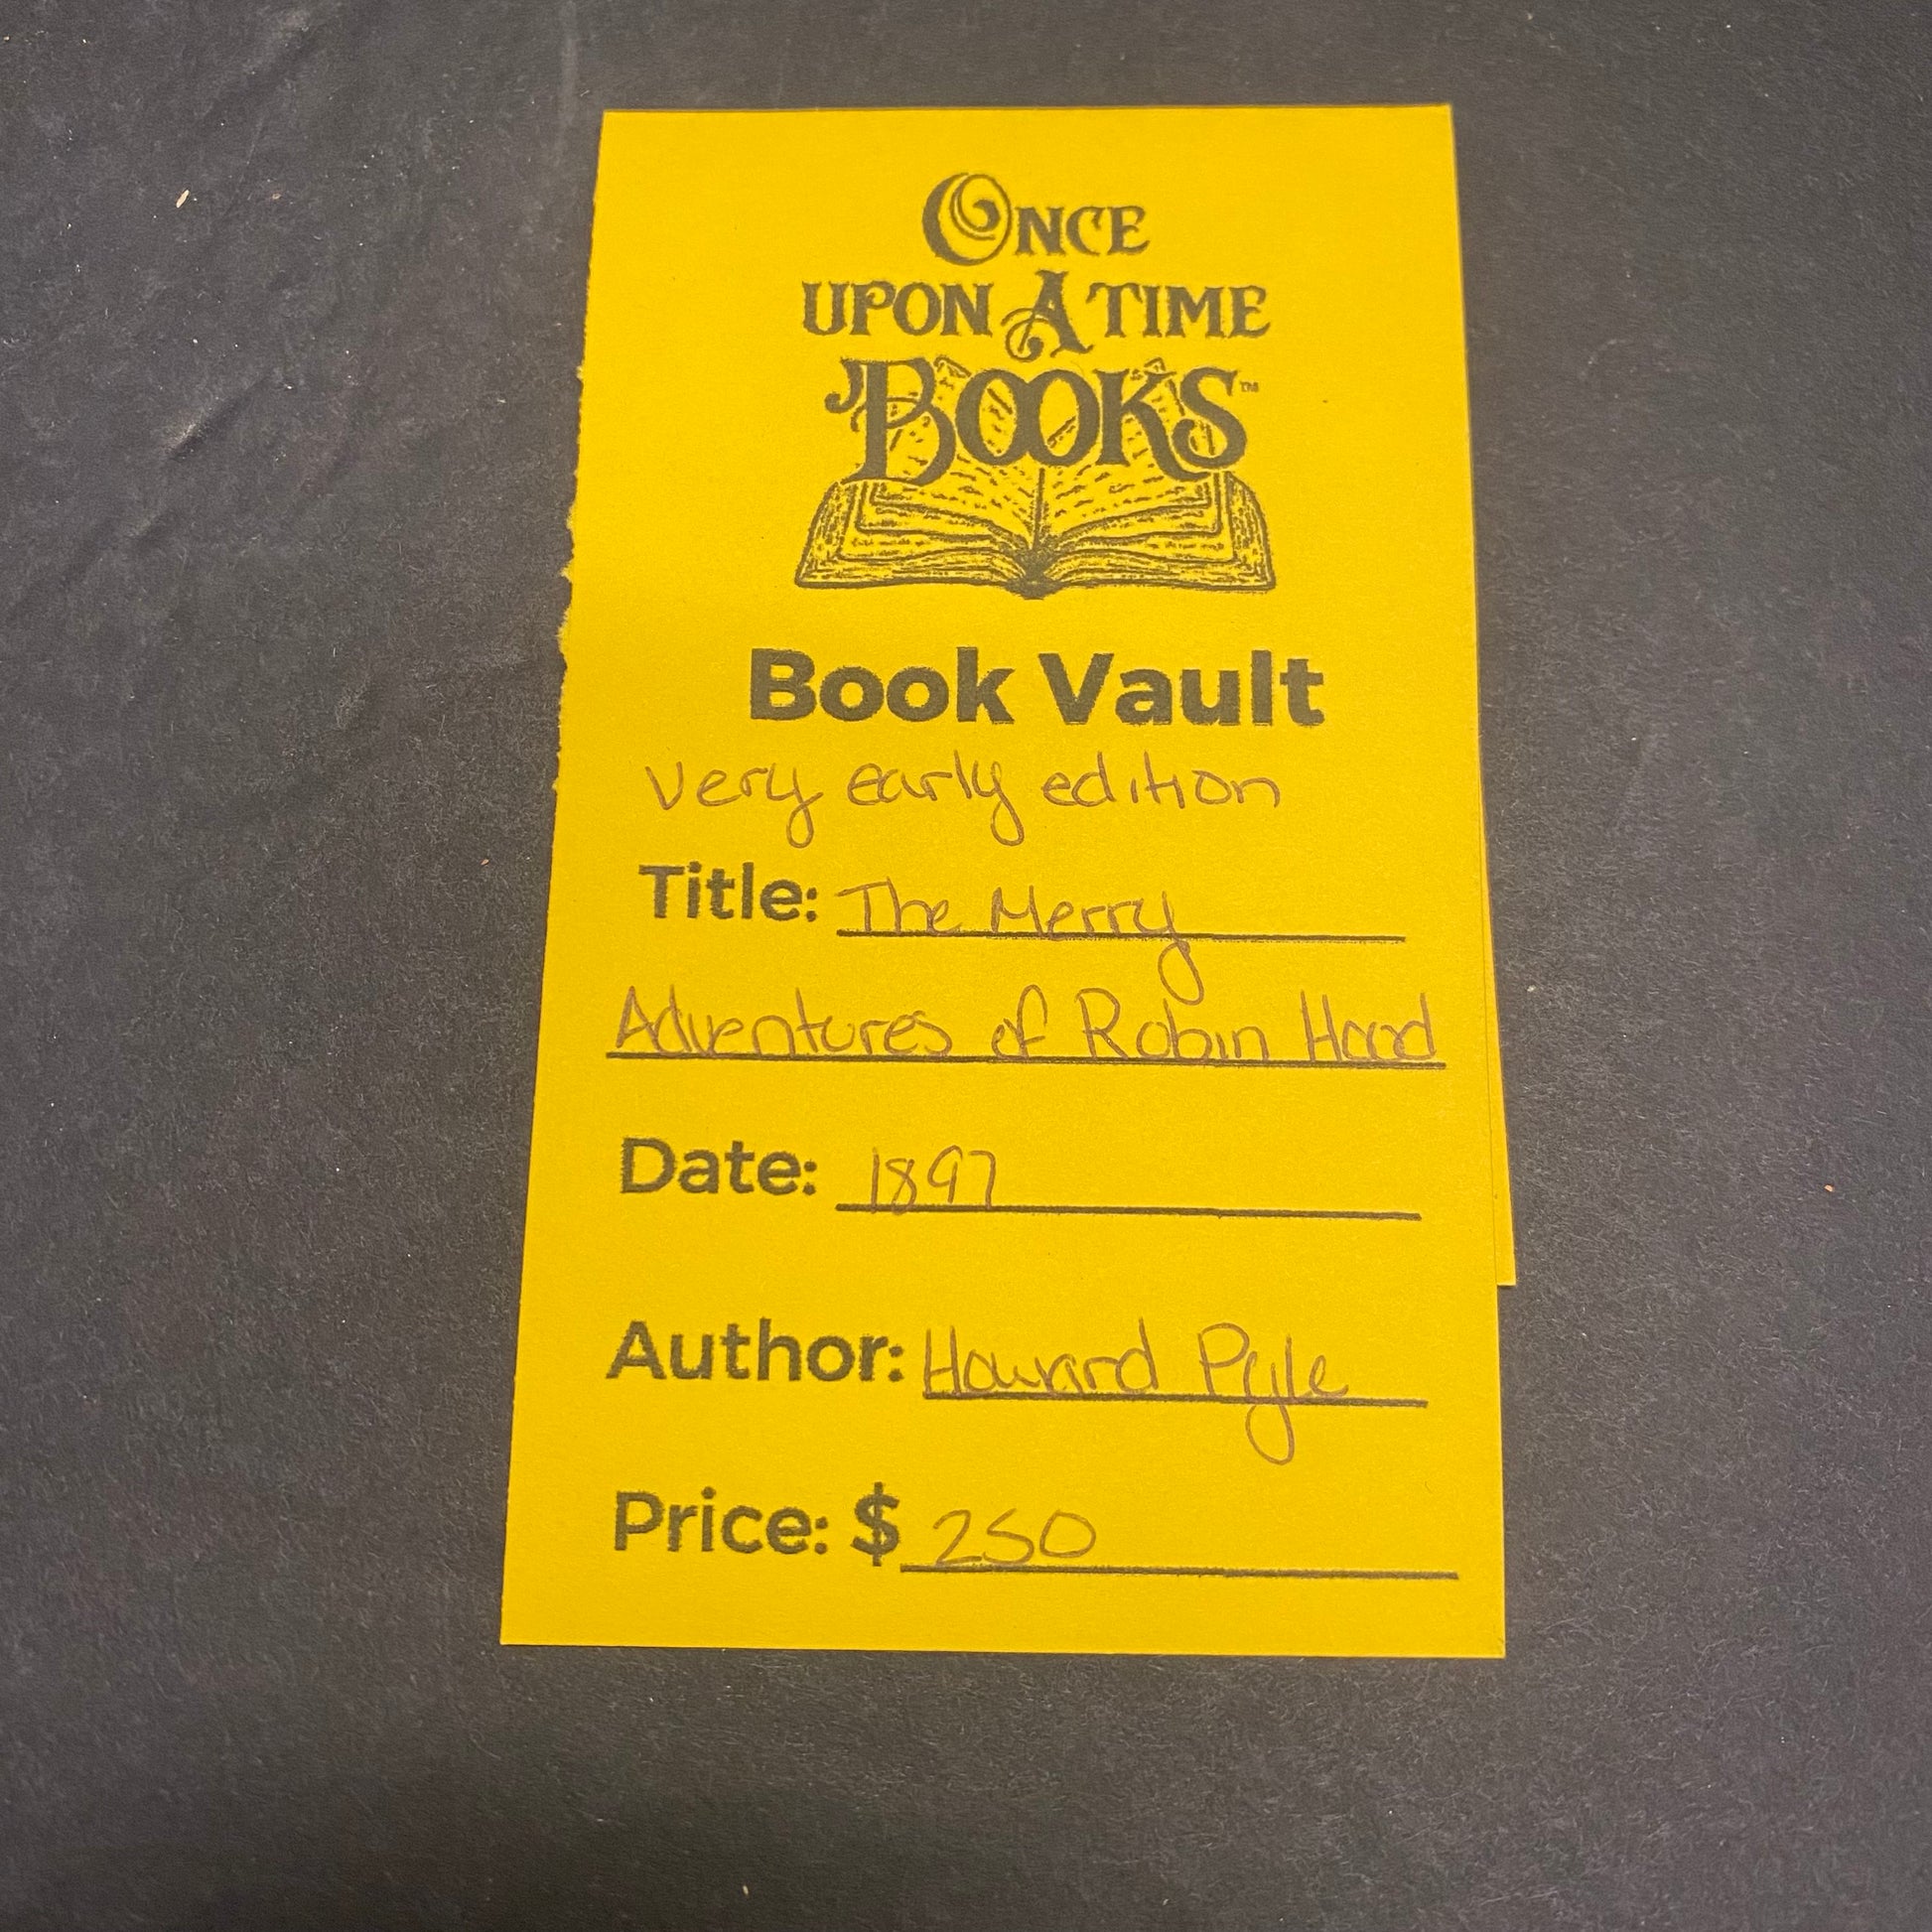 ONCE
UPON A TIME
BOOKS™
Book Vault
Very early edition
Title: The Merry
Adventures of Robin Hood
Date: 1897
Author: Howard Pyle
Price: $ 250